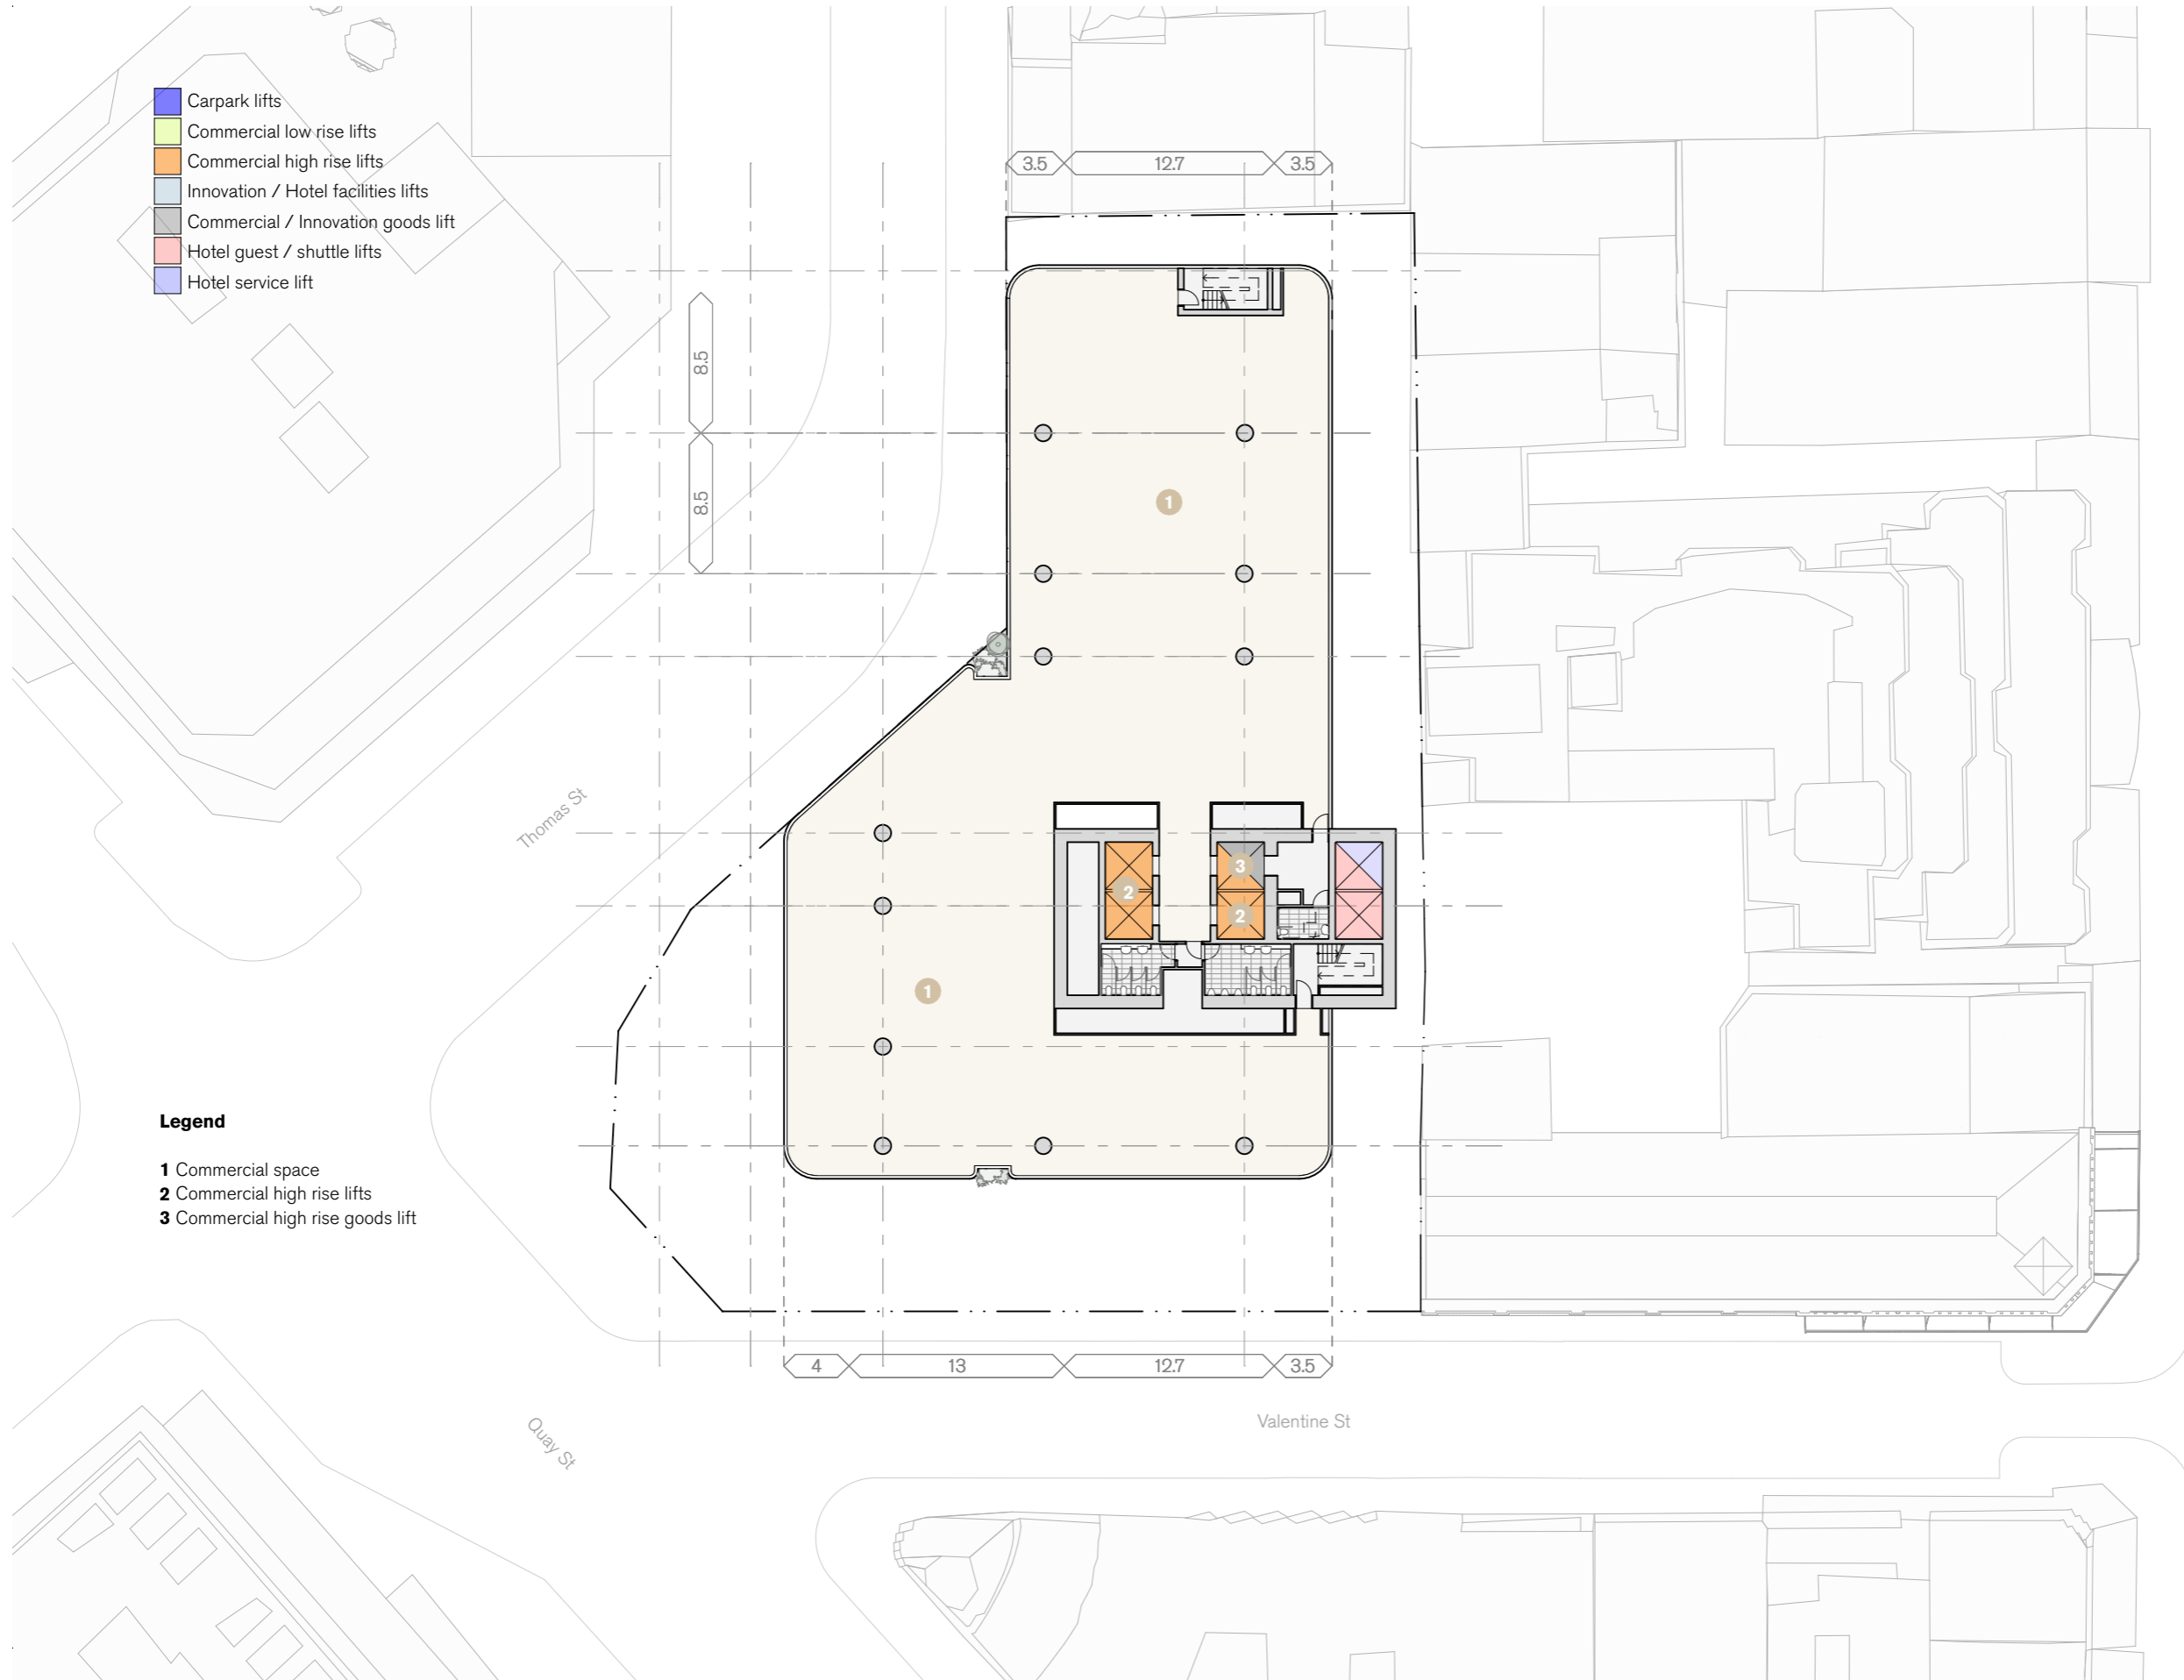 Carpark lifts
Commercial low rise lifts
Commercial high rise lifts
Innovation / Hotel facilities lifts
Commercial / Innovation goods lift
Hotel guest / shuttle lifts
Hotel service lift
3.5
12.7
3.5
8.5
8.5
1
Thomas St
3
2
2
1
Legend
1 Commercial space
2 Commercial high rise lifts
3 Commercial high rise goods lift
4
13
12.7
3.5
Quay St
Valentine St